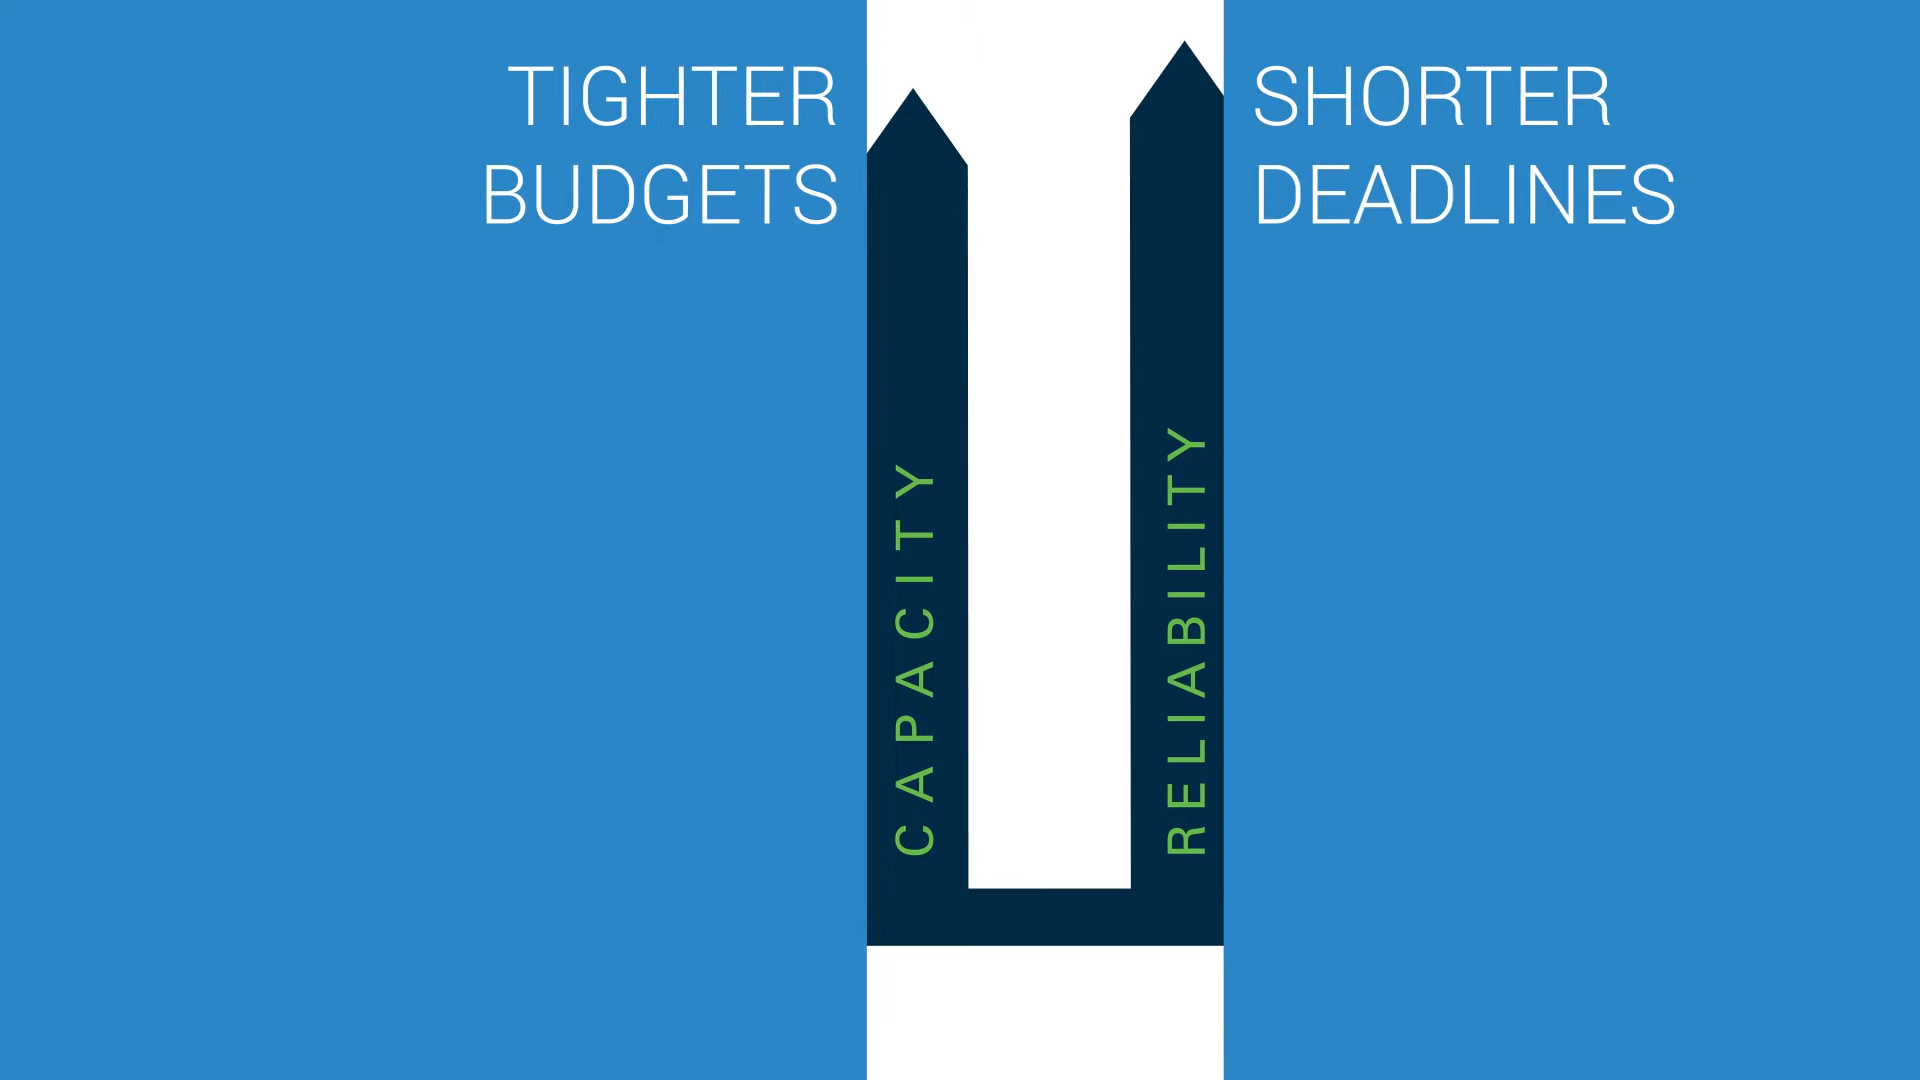 TIGHTER
BUDGETS
SHORTER
DEADLINES
CAPACITY
RELIABILITY